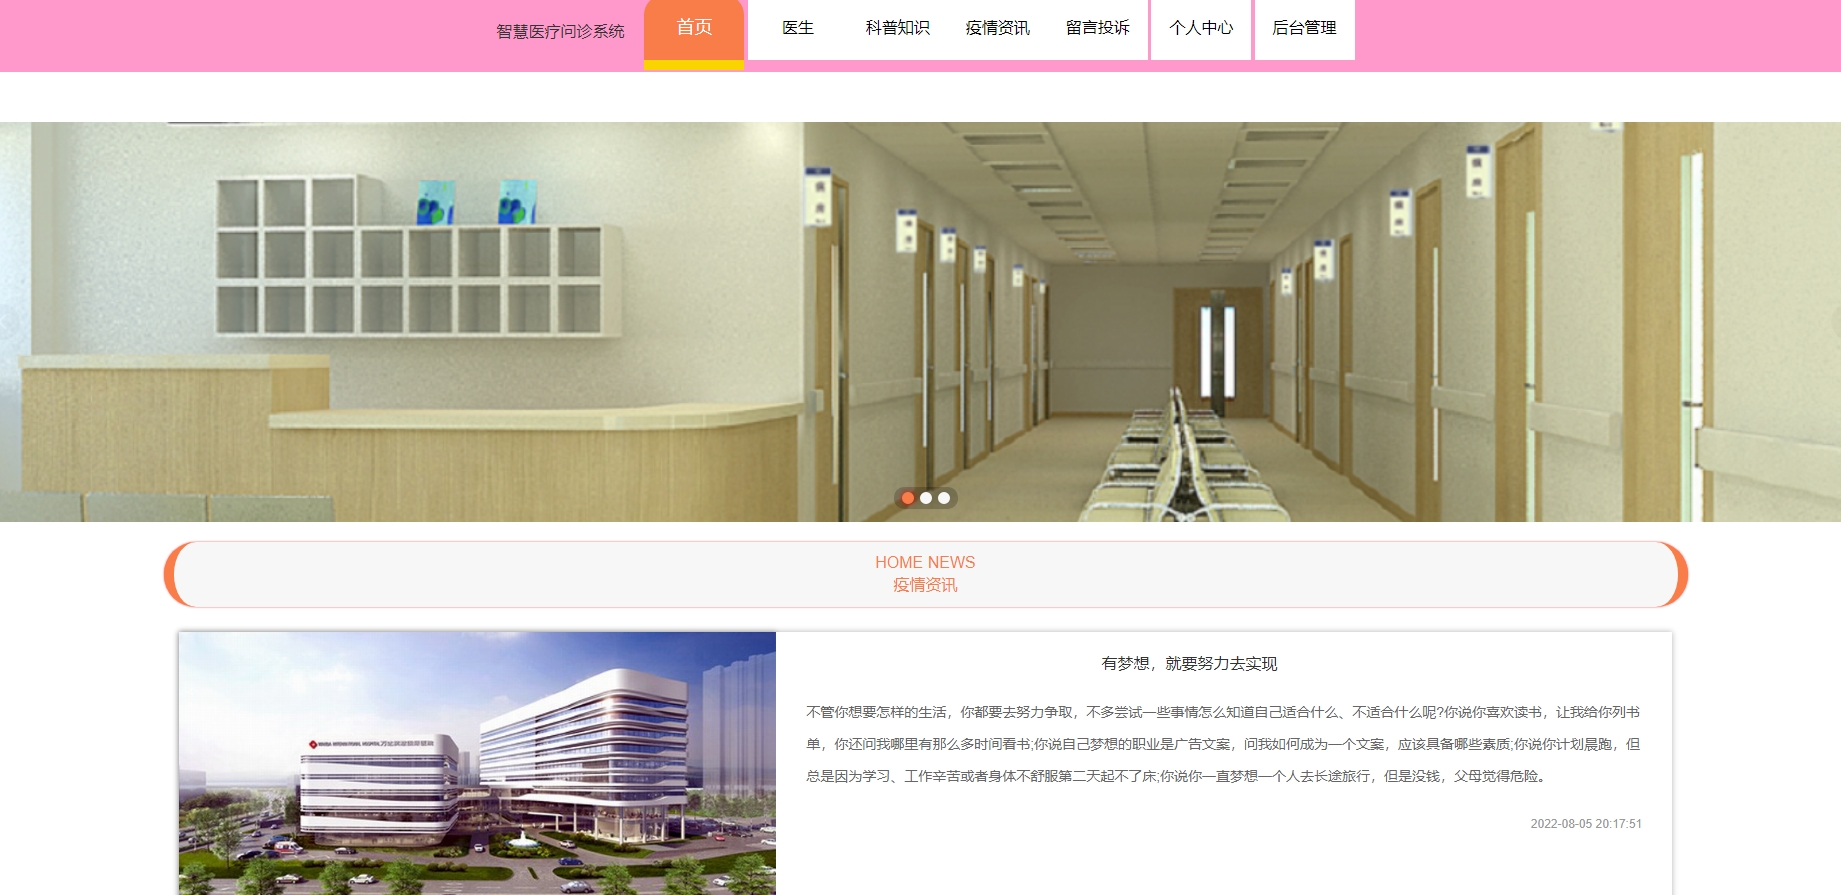 智慧医疗问诊系统
首页
医生
科普知识
疫情资讯
留言投诉
个人中心
后台管理
HOME NEWS
疫情资讯
有梦想，就要努力去实现
不管你想要怎样的生活，你都要去努力争取，不多尝试一些事情怎么知道自己适合什么、不适合什么呢?你说你喜欢读书，让我给你列书
单，你还问我哪里有那么多时间看书;你说自己梦想的职业是广告文案，问我如何成为一个文案，应该具备哪些素质;你说你计划晨跑，但
总是因为学习、工作辛苦或者身体不舒服第二天起不了床;你说你一直梦想一个人去长途旅行，但是没钱，父母觉得危险。
2022-08-05 20:17:51